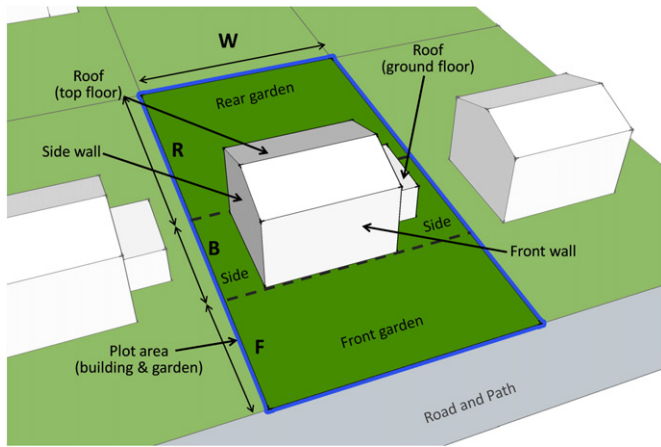 W
Roof
(ground floor)
Roof
(top floor)
Rear garden
R
Side wall
B
Side
Side
Front wall
Plot area
(building & garden)
F
Front garden
Road and Path